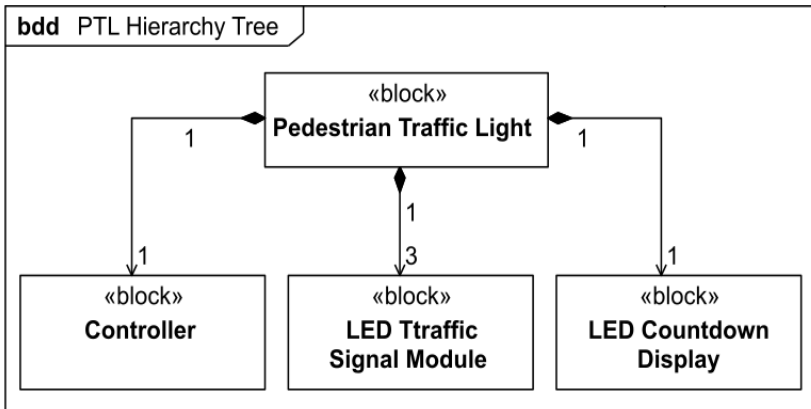 bdd PTL Hierarchy Tree
«block»
Pedestrian Traffic Light
1
1
1
1
3
1
«block»
Controller
«block»
LED Ttraffic
Signal Module
«block»
LED Countdown
Display